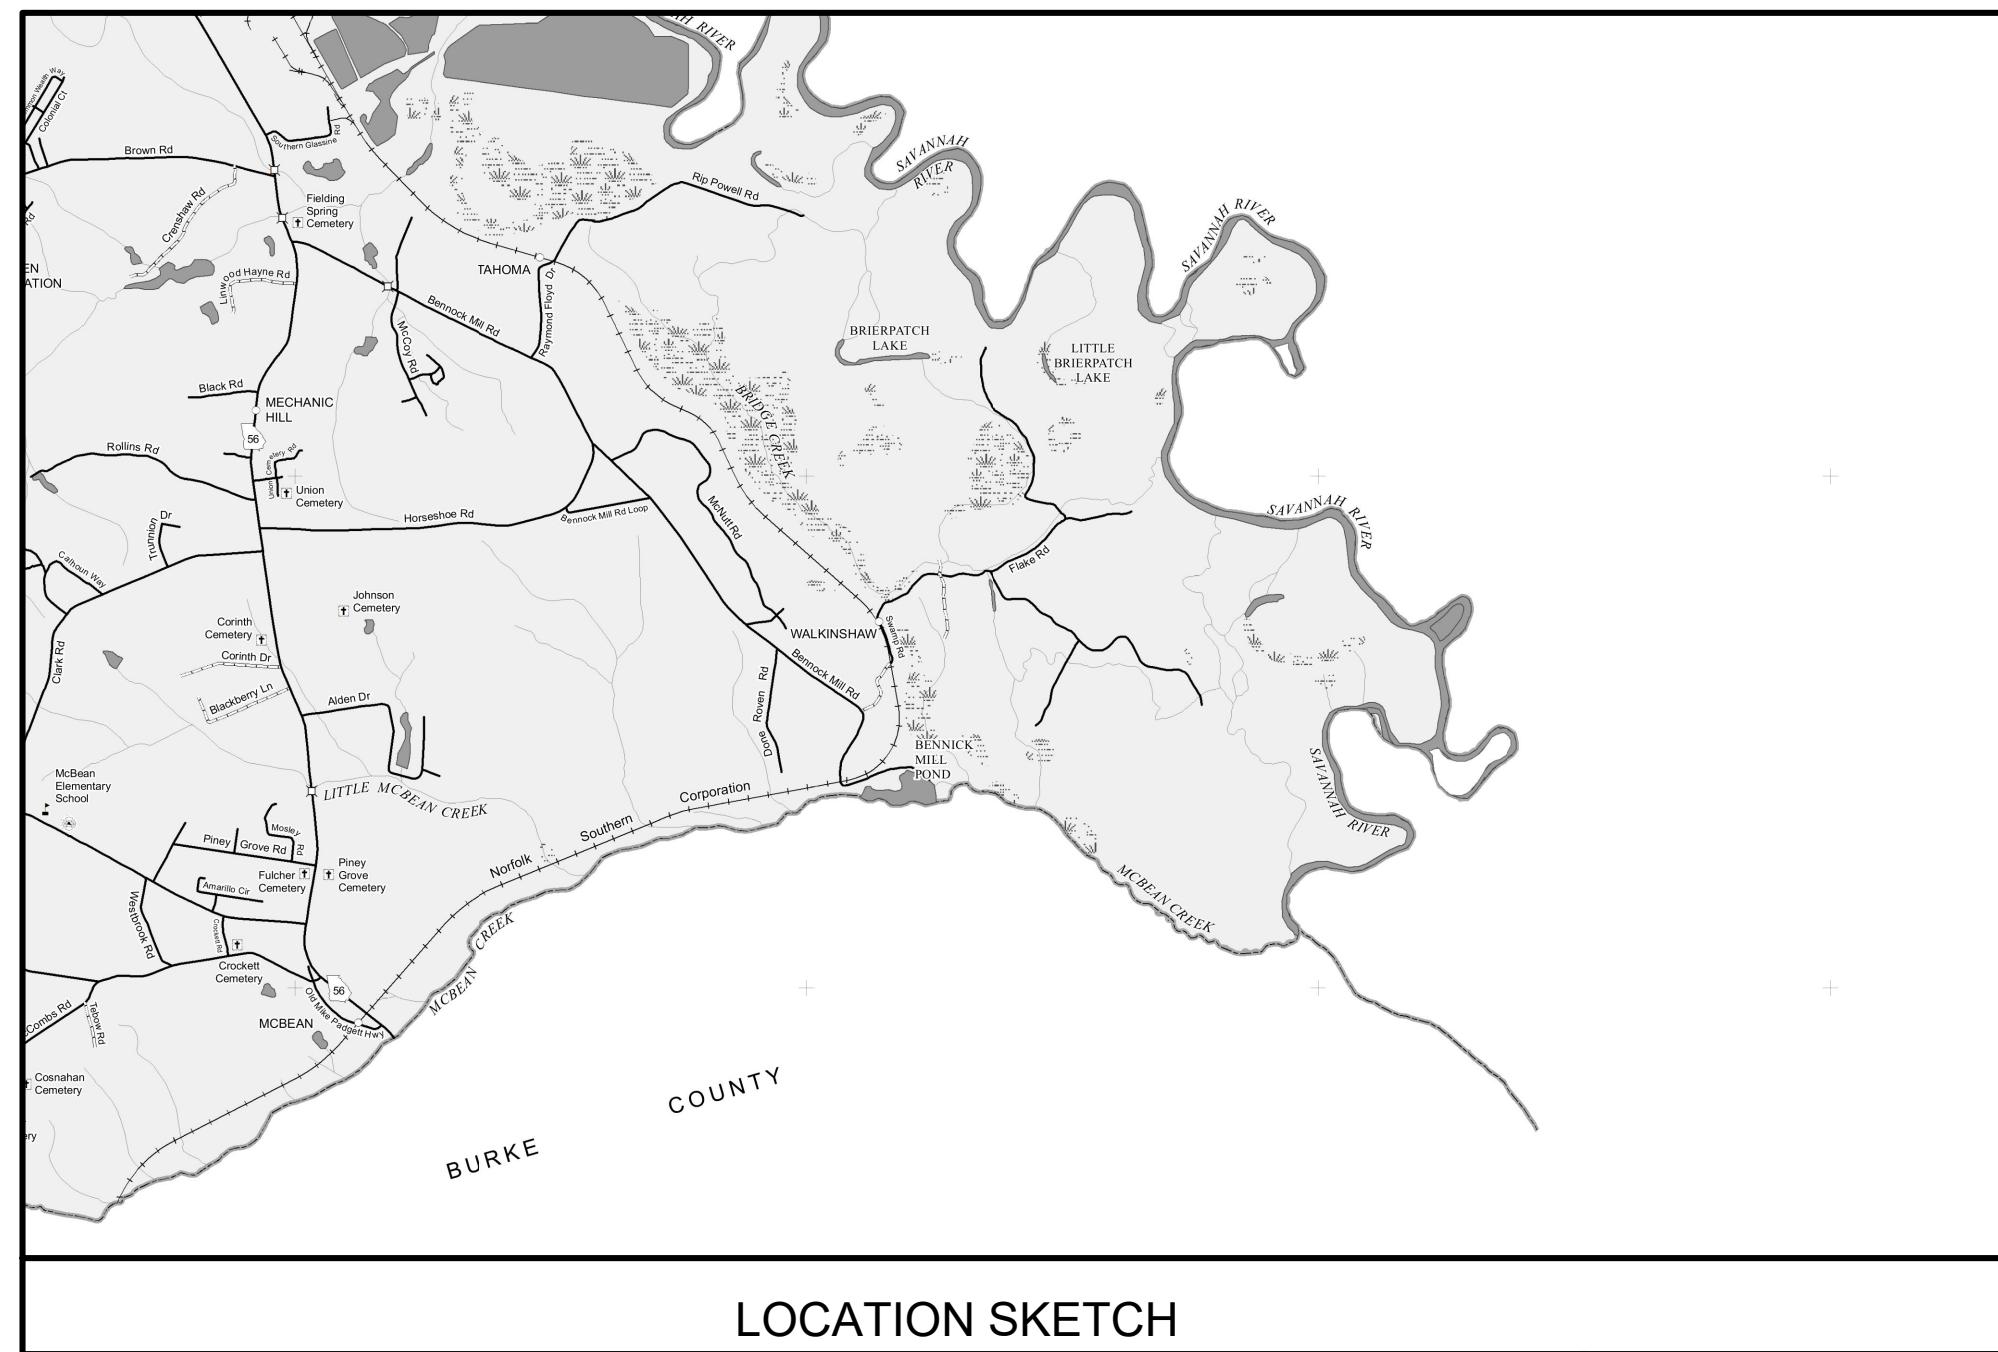 RIVER
Way
Colonial Ct
Southern Glassine
Rd
Brown Rd
SAVANNAH
RIVER
Rip Powell Rd
Crenshaw Rd
Fielding
Spring
Cemetery
SAVANNAH RIVER
TAHOMA
Linwood Hayne Rd
Raymond Floyd Dr
Bennock Mill Rd
McCoy Rd
BRIERPATCH
LAKE
LITTLE
BRIERPATCH
LAKE
Black Rd
MECHANIC
HILL
BRIDGE CREEK
56
Rollins Rd
Union Cemetery Rd
Union
Cemetery
Horseshoe Rd
Bennock Mill Rd Loop
McNutt Rd
SAVANNAH
RIVER
Trunnion
Dr
Calhoun Way
Flake Rd
Johnson
Cemetery
Corinth
Cemetery
WALKINSHAW
Swamp Rd
Clark Rd
Corinth Dr
Bennock Mill Rd
Blackberry Ln
Alden Dr
Done Roven Rd
BENNICK
MILL
POND
SAVANNAH RIVER
McBean
Elementary
School
LITTLE MCBEAN CREEK
Norfolk Southern Corporation
Mosley
Rd
Piney Grove Rd
Fulcher
Cemetery
Piney
Grove
Cemetery
Amarillo Cir
MCBEAN CREEK
Westbrook Rd
Crockett Rd
Crockett
Cemetery
MCBEAN
CREEK
56
Old Mike Padgett Hwy
MCBEAN
Tebow Rd
Cosnahan
Cemetery
BURKE COUNTY
LOCATION SKETCH